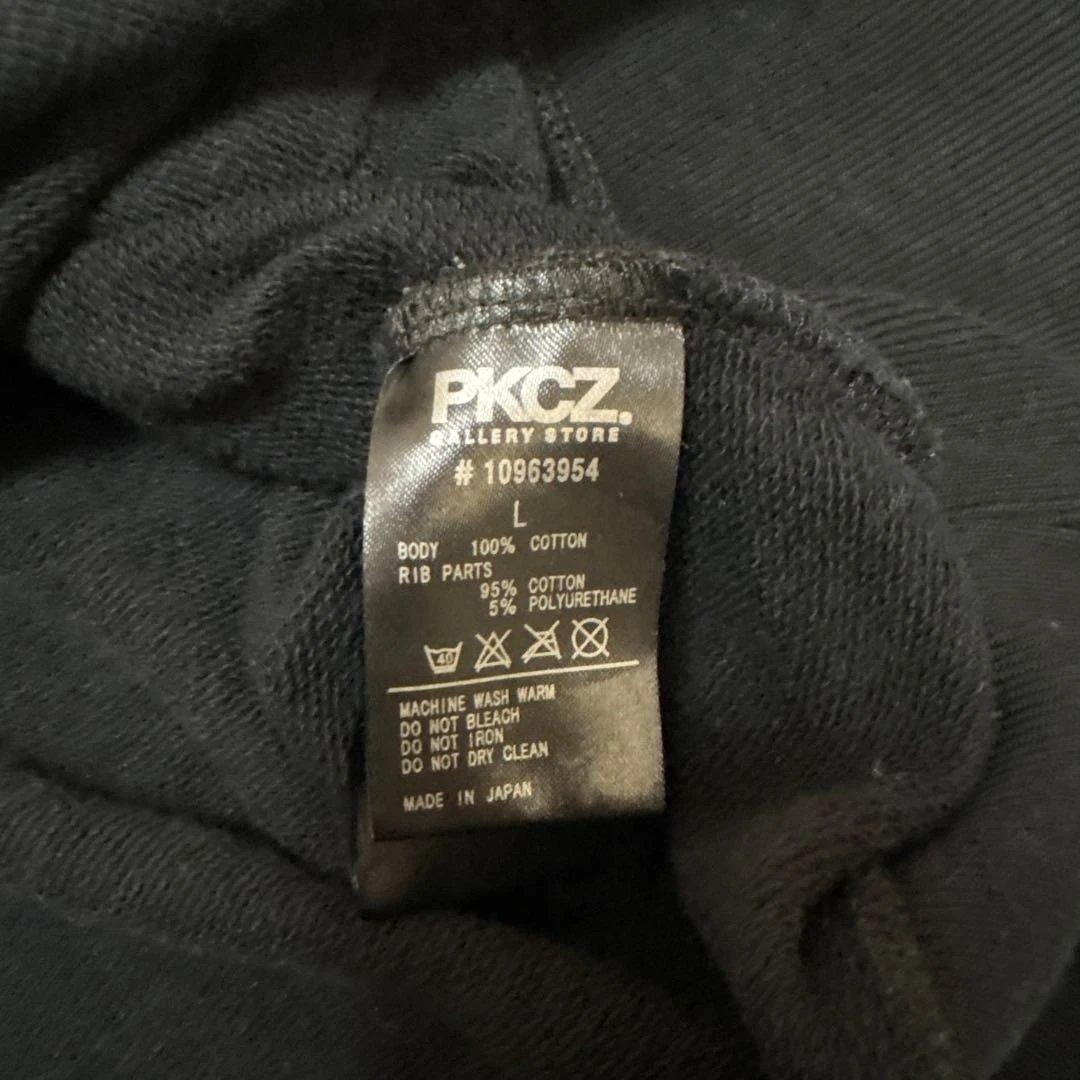 PKCZ.
GALLERY STORE
# 10963954
L
BODY 100% COTTON
RIB PARTS
95% COTTON
5% POLYURETHANE
40
MACHINE WASH WARM
DO NOT BLEACH
DO NOT IRON
DO NOT DRY CLEAN
MADE IN JAPAN